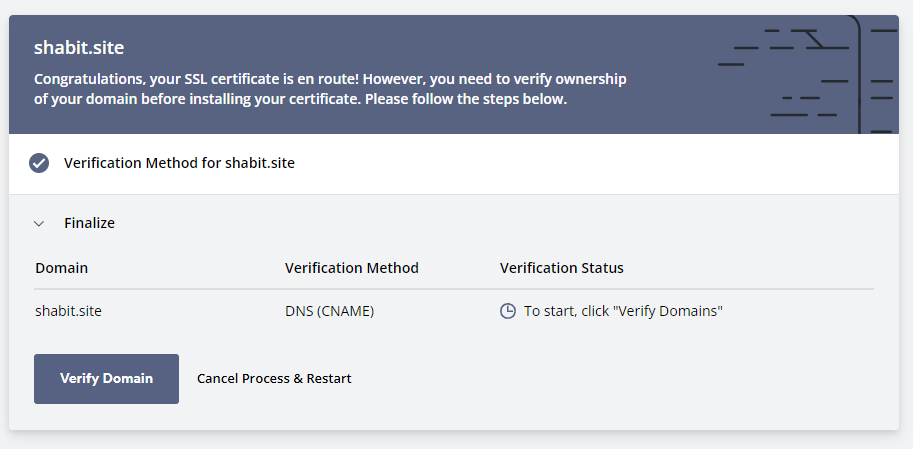 shabit.site
Congratulations, your SSL certificate is en route! However, you need to verify ownership
of your domain before installing your certificate. Please follow the steps below.
Verification Method for shabit.site
Finalize
Domain Verification Method Verification Status
shabit.site DNS (CNAME) To start, click "Verify Domains"
Verify Domain Cancel Process & Restart